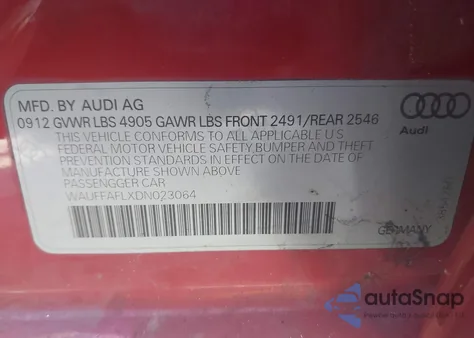 MFD. BY AUDI AG
0912 GVWR LBS 4905 GAWR LBS FRONT 2491/REAR 2546
THIS VEHICLE CONFORMS TO ALL APPLICABLE U.S
FEDERAL MOTOR VEHICLE SAFETY,BUMPER AND THEFT
PREVENTION STANDARDS IN EFFECT ON THE DATE OF
MANUFACTURE SHOWN ABOVE
PASSENGGER CAR
WAUFFAFLXDN023064
Audi
GERMANY
autaSnap